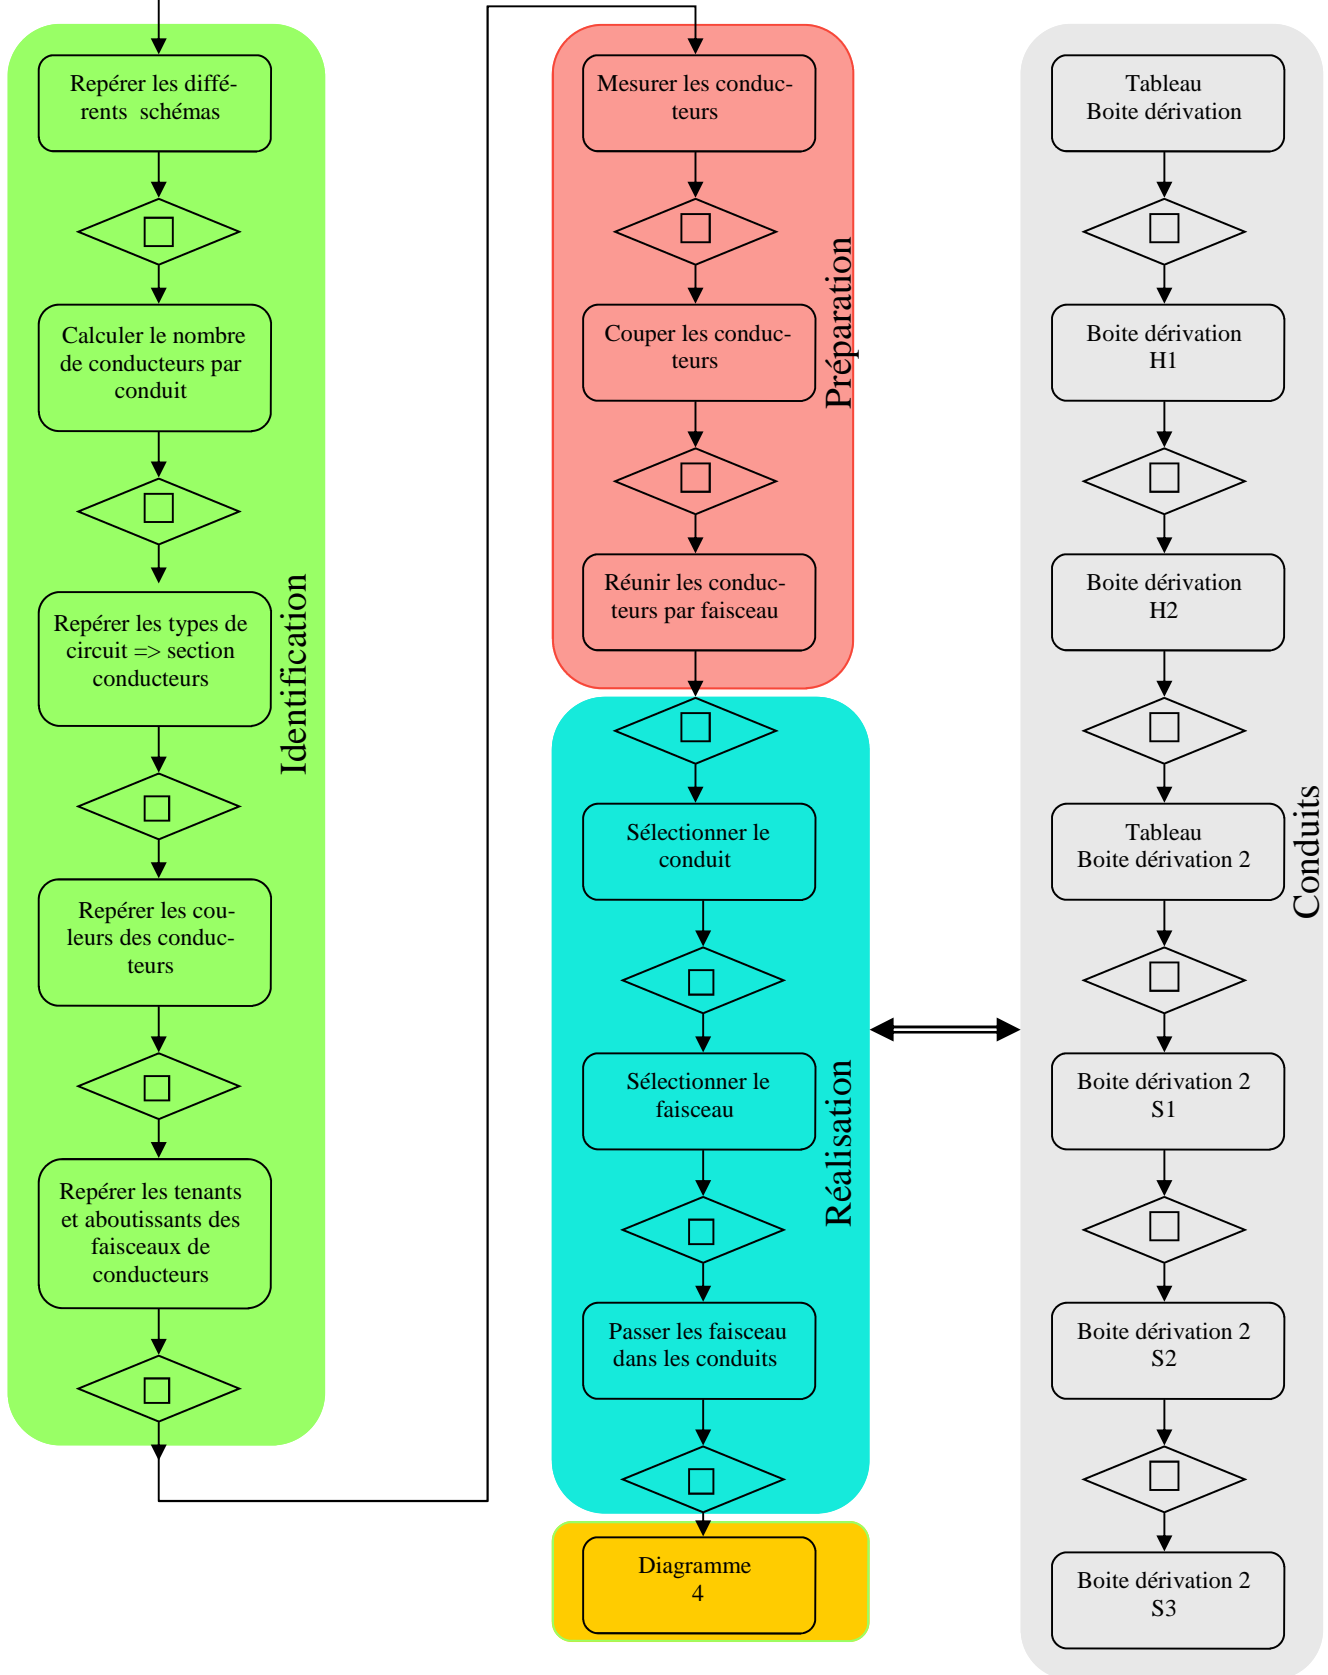 Repérer les diffé-
rents schémas
Calculer le nombre
de conducteurs par
conduit
Repérer les types de
circuit => section
conducteurs
Repérer les cou-
leurs des conduc-
teurs
Repérer les tenants
et aboutissants des
faisceaux de
conducteurs
Identification
Mesurer les conduc-
teurs
Couper les conduc-
teurs
Réunir les conduc-
teurs par faisceau
Préparation
Sélectionner le
conduit
Sélectionner le
faisceau
Passer les faisceau
dans les conduits
Réalisation
Diagramme
4
Tableau
Boite dérivation
Boite dérivation
H1
Boite dérivation
H2
Tableau
Boite dérivation 2
Boite dérivation 2
S1
Boite dérivation 2
S2
Boite dérivation 2
S3
Conduits